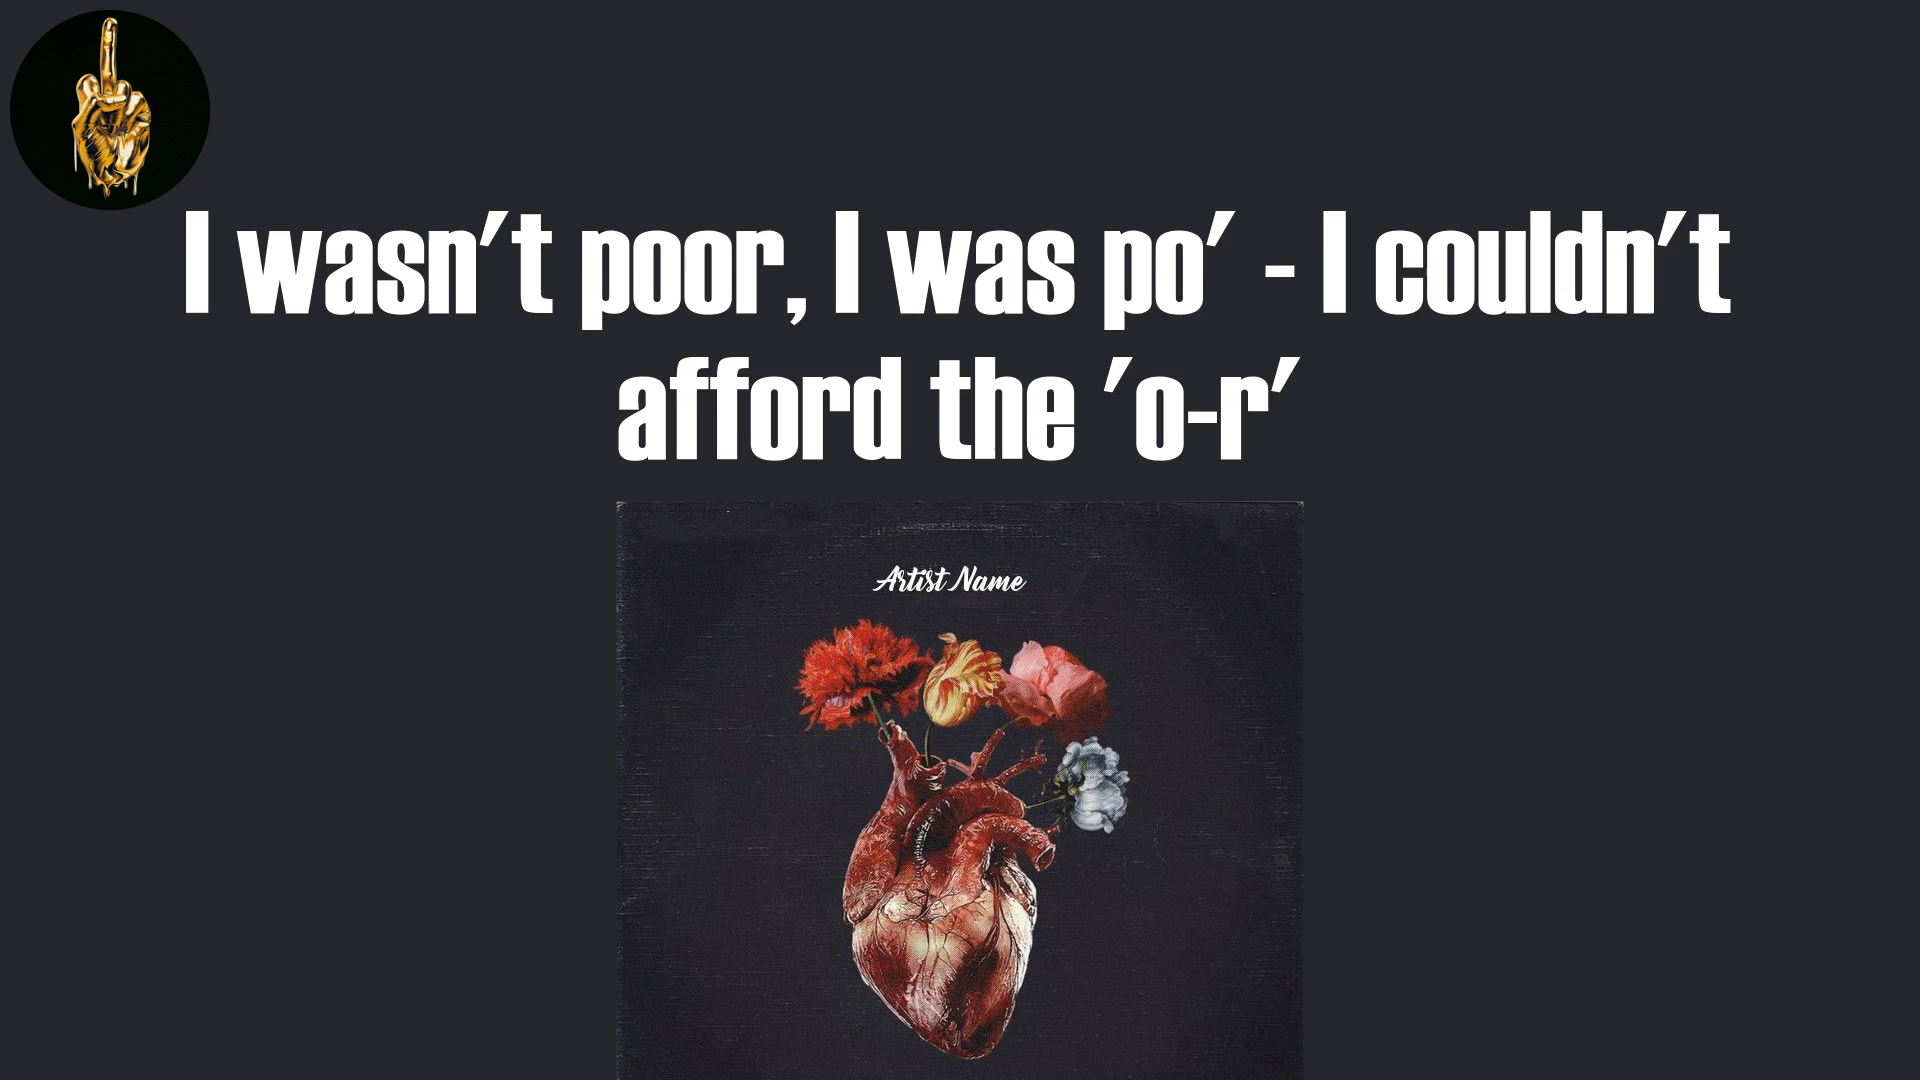 I wasn't poor, I was po' - I couldn't
afford the 'o-r'
Artist Name